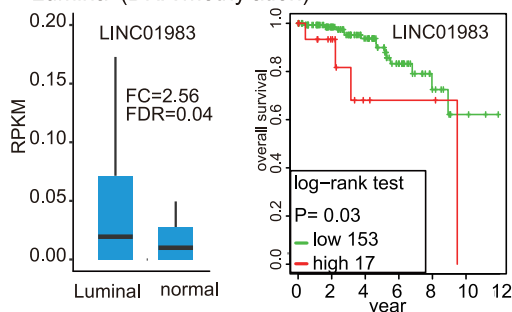 LINC01983
0.20
0.15
0.10
0.05
0.00
RPKM
FC=2.56
FDR=0.04
Luminal
normal
LINC01983
1.0
0.8
0.6
0.4
0.2
0.0
overall survival
log-rank test
P= 0.03
low 153
high 17
0 2 4 6 8 10 12
year